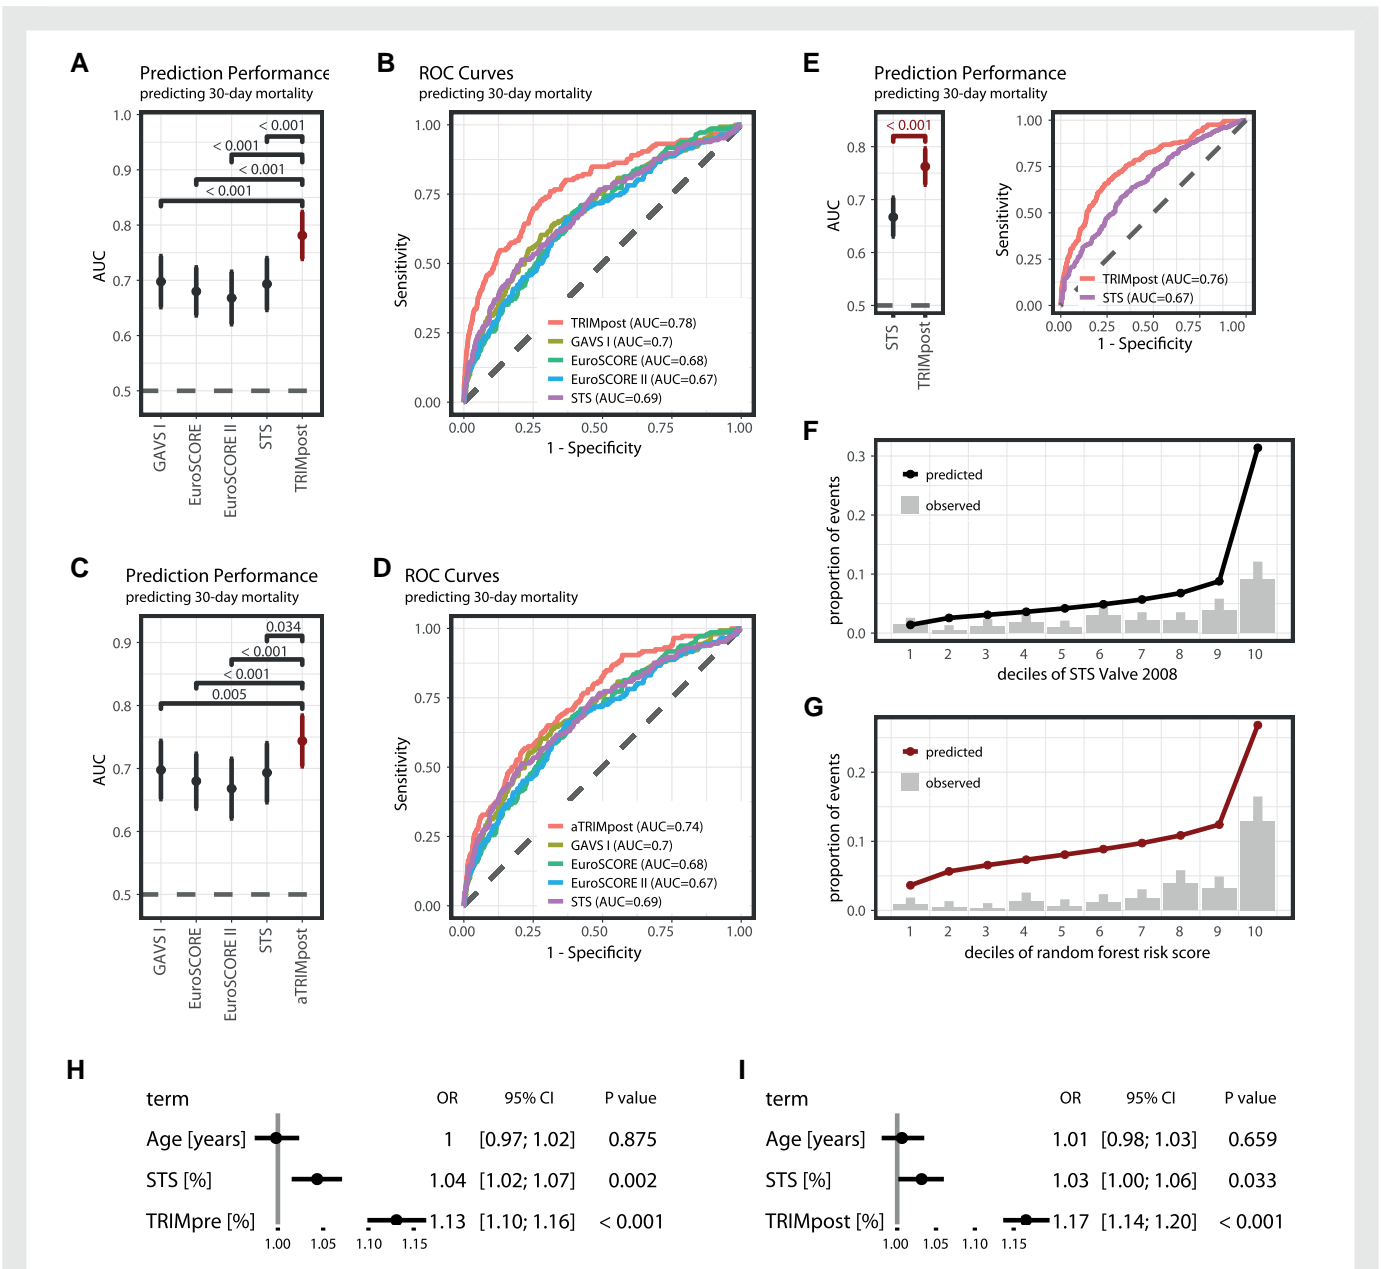 A
Prediction Performance
predicting 30-day mortality
AUC
1.0
0.9
0.8
0.7
0.6
0.5
< 0.001
< 0.001
< 0.001
< 0.001
GAVS I
EuroSCORE
EuroSCORE II
STS
TRIMpost
B
ROC Curves
predicting 30-day mortality
Sensitivity
1.00
0.75
0.50
0.25
0.00
TRIMpost (AUC=0.78)
GAVS I (AUC=0.7)
EuroSCORE (AUC=0.68)
EuroSCORE II (AUC=0.67)
STS (AUC=0.69)
0.00 0.25 0.50 0.75 1.00
1 - Specificity
C
Prediction Performance
predicting 30-day mortality
AUC
0.9
0.8
0.7
0.6
0.5
0.034
< 0.001
< 0.001
0.005
GAVS I
EuroSCORE
EuroSCORE II
STS
aTRIMpost
D
ROC Curves
predicting 30-day mortality
Sensitivity
1.00
0.75
0.50
0.25
0.00
aTRIMpost (AUC=0.74)
GAVS I (AUC=0.7)
EuroSCORE (AUC=0.68)
EuroSCORE II (AUC=0.67)
STS (AUC=0.69)
0.00 0.25 0.50 0.75 1.00
1 - Specificity
E
Prediction Performance
predicting 30-day mortality
AUC
0.8
0.7
0.6
0.5
< 0.001
STS
TRIMpost
Sensitivity
1.00
0.75
0.50
0.25
0.00
TRIMpost (AUC=0.76)
STS (AUC=0.67)
0.00 0.25 0.50 0.75 1.00
1 - Specificity
F
proportion of events
0.3
0.2
0.1
0.0
predicted
observed
1 2 3 4 5 6 7 8 9 10
deciles of STS Valve 2008
G
proportion of events
0.2
0.1
0.0
predicted
observed
1 2 3 4 5 6 7 8 9 10
deciles of random forest risk score
H
term OR 95% CI P value
Age [years] 1 [0.97; 1.02] 0.875
STS [%] 1.04 [1.02; 1.07] 0.002
TRIMpre [%] 1.13 [1.10; 1.16] < 0.001
1.00 1.05 1.10 1.15
I
term OR 95% CI P value
Age [years] 1.01 [0.98; 1.03] 0.659
STS [%] 1.03 [1.00; 1.06] 0.033
TRIMpost [%] 1.17 [1.14; 1.20] < 0.001
1.00 1.05 1.10 1.15